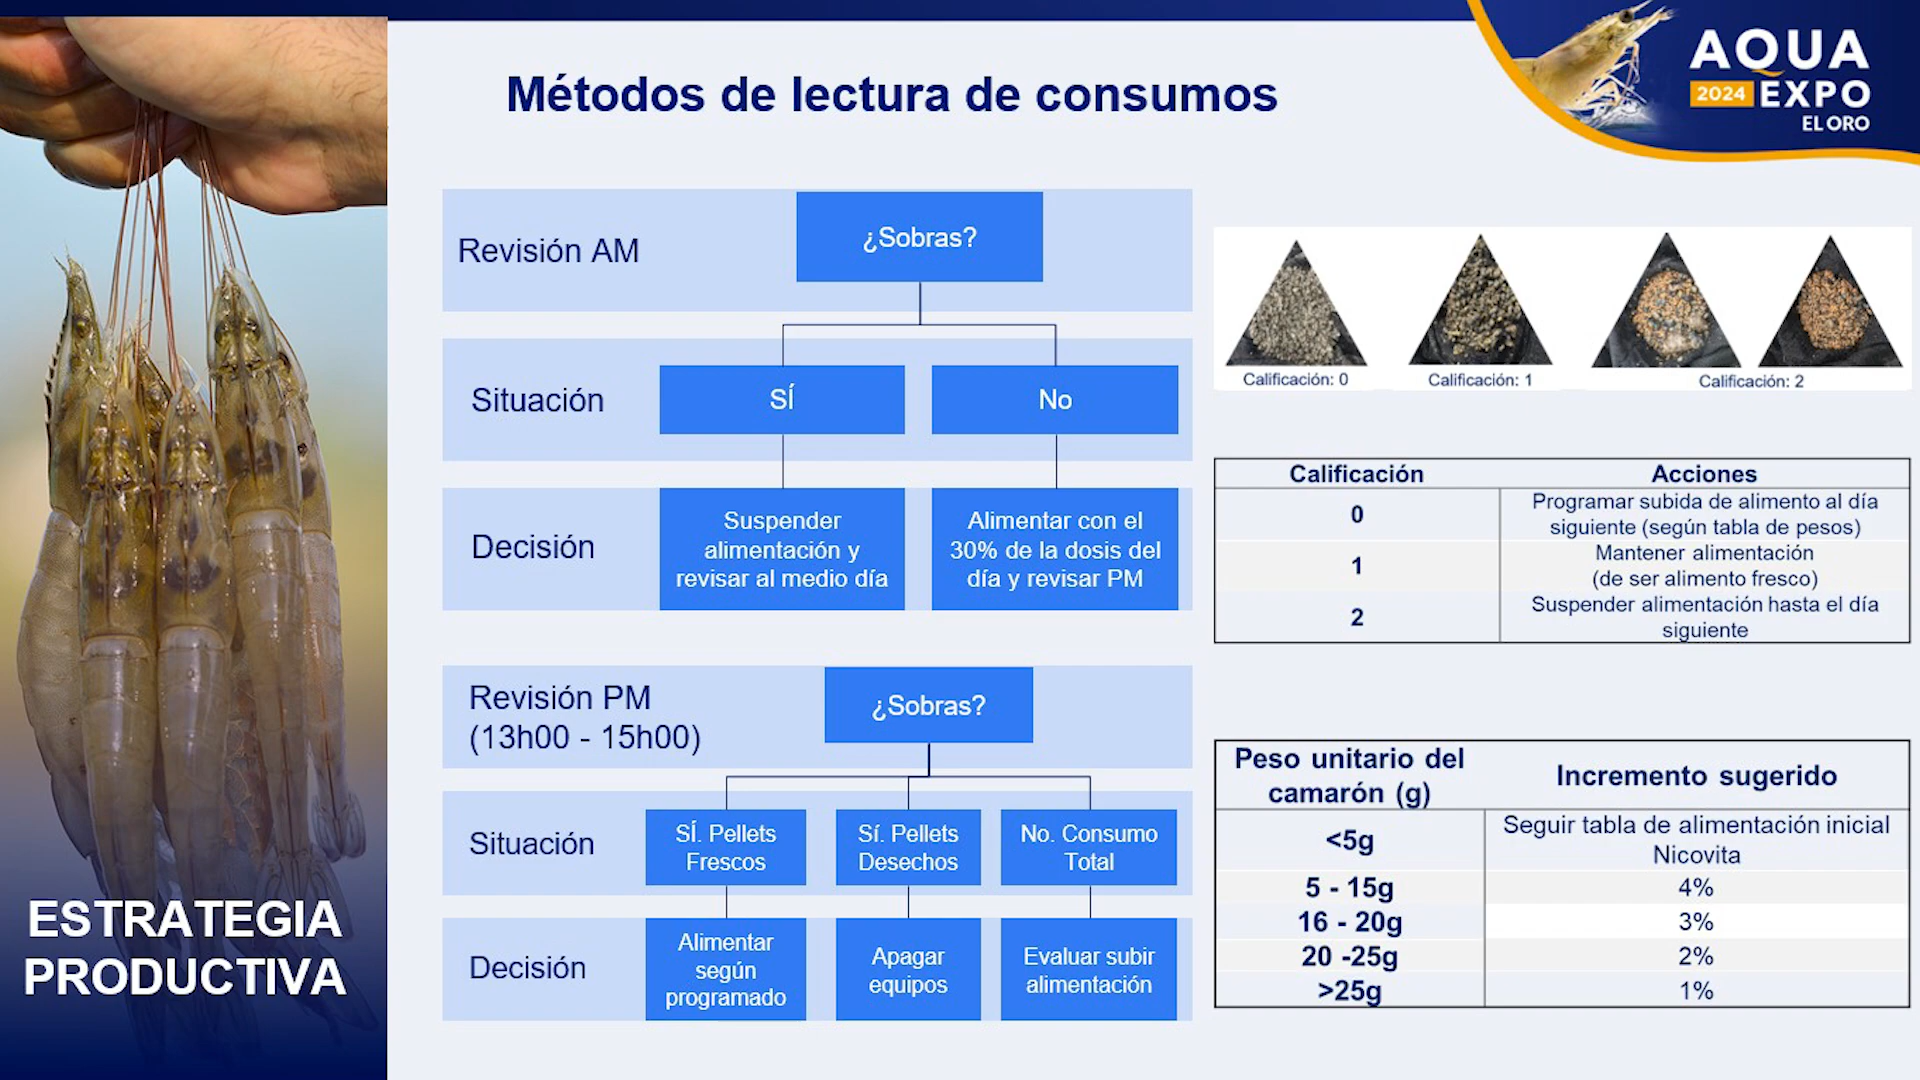 Métodos de lectura de consumos
AQUA
2024 EXPO
EL ORO
Revisión AM
¿Sobras?
Situación
SÍ
No
Decisión
Suspender
alimentación y
revisar al medio día
Alimentar con el
30% de la dosis del
día y revisar PM
Revisión PM
(13h00 - 15h00)
¿Sobras?
Situación
SÍ. Pellets
Frescos
Sí. Pellets
Desechos
No. Consumo
Total
Decisión
Alimentar
según
programado
Apagar
equipos
Evaluar subir
alimentación
Calificación: 0
Calificación: 1
Calificación: 2
Calificación
Acciones
0
Programar subida de alimento al día
siguiente (según tabla de pesos)
1
Mantener alimentación
(de ser alimento fresco)
2
Suspender alimentación hasta el día
siguiente
Peso unitario del
camarón (g)
Incremento sugerido
<5g
Seguir tabla de alimentación inicial
Nicovita
5 - 15g
4%
16 - 20g
3%
20 -25g
2%
>25g
1%
ESTRATEGIA
PRODUCTIVA